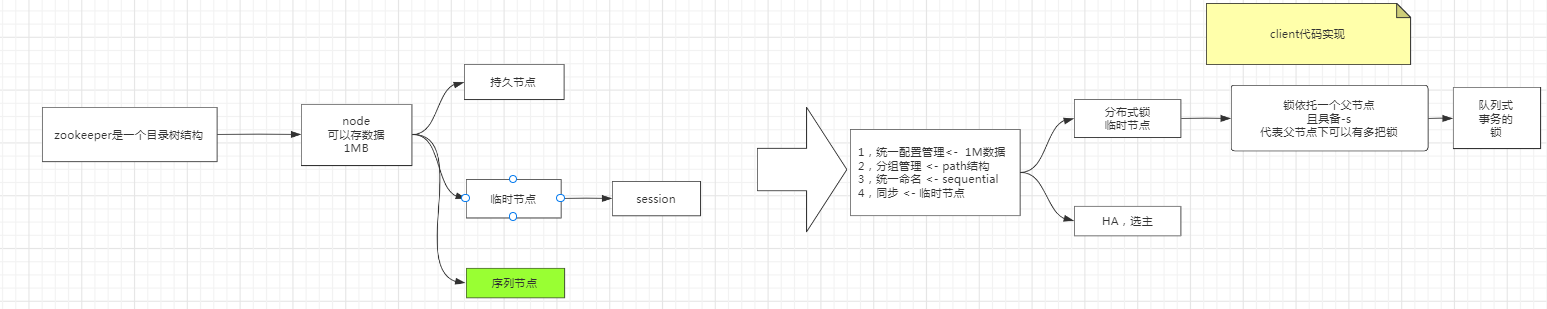 zookeeper是一个目录树结构
node
可以存数据
1MB
持久节点
临时节点
session
序列节点
1，统一配置管理<- 1M数据
2，分组管理 <- path结构
3，统一命名 <- sequential
4，同步 <- 临时节点
分布式锁
临时节点
HA，选主
client代码实现
锁依托一个父节点
且具备-s
代表父节点下可以有多把锁
队列式
事务的
锁